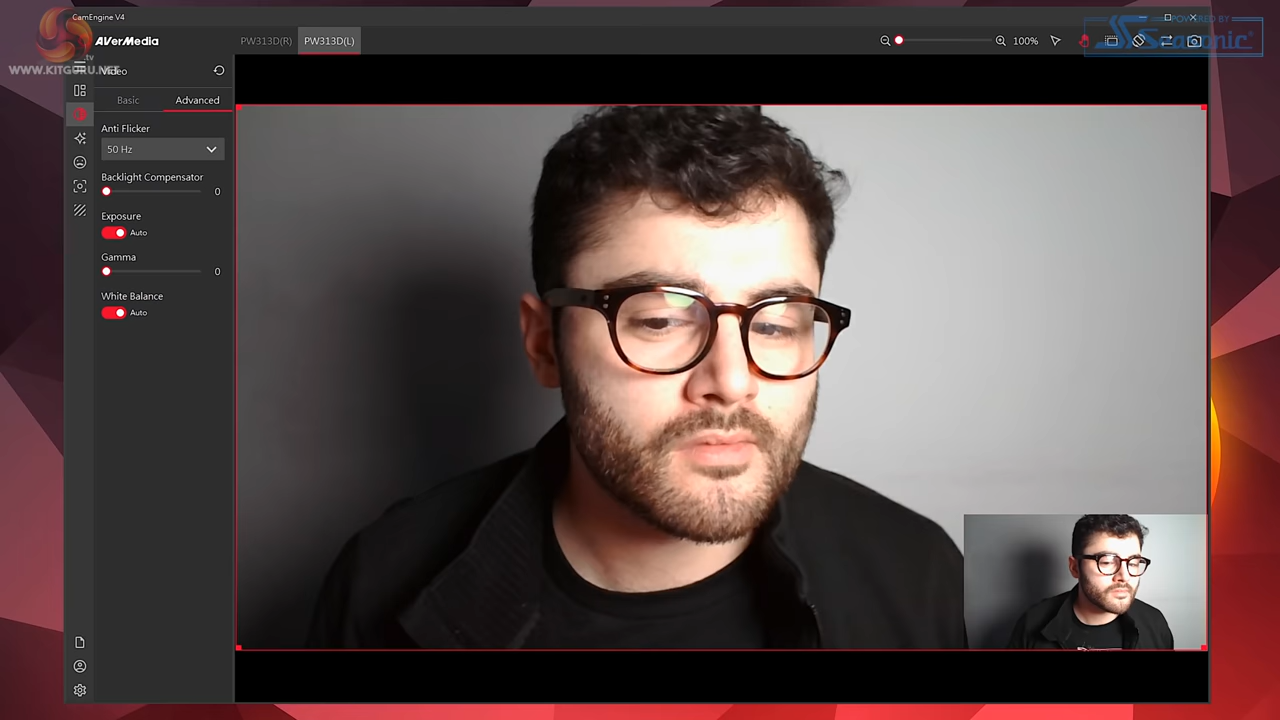 CamEngine V4
POWERED BY
Seasonic®
AVerMedia
PW313D(R)
PW313D(L)
100%
.tv
WWW.KITGURU.NET
Video
Basic
Advanced
Anti Flicker
50 Hz
Backlight Compensator
0
Exposure
Auto
Gamma
0
White Balance
Auto